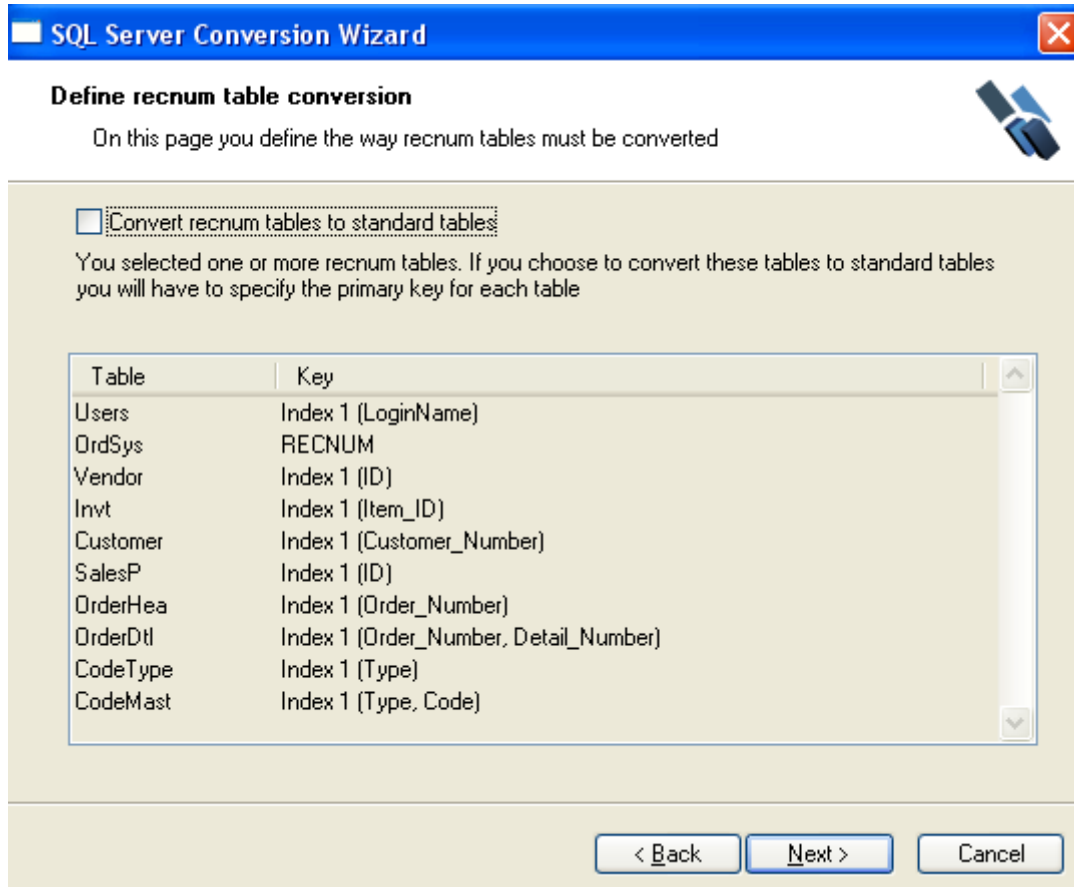 SQL Server Conversion Wizard
Define recnum table conversion
On this page you define the way recnum tables must be converted
Convert recnum tables to standard tables
You selected one or more recnum tables. If you choose to convert these tables to standard tables
you will have to specify the primary key for each table
Table Key
Users Index 1 (LoginName)
OrdSys RECNUM
Vendor Index 1 (ID)
Invt Index 1 (Item_ID)
Customer Index 1 (Customer_Number)
SalesP Index 1 (ID)
OrderHea Index 1 (Order_Number)
OrderDtl Index 1 (Order_Number, Detail_Number)
CodeType Index 1 (Type)
CodeMast Index 1 (Type, Code)
< Back Next > Cancel